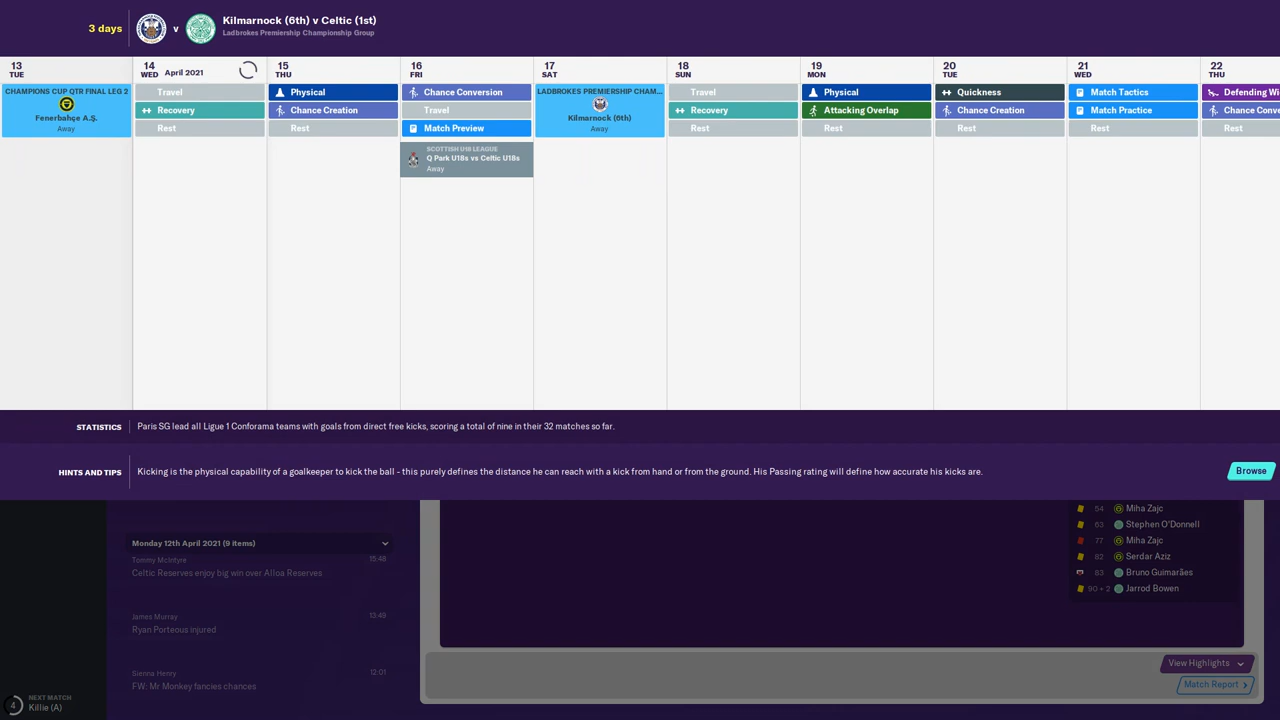 3 days
v
Kilmarnock (6th) v Celtic (1st)
Ladbrokes Premiership Championship Group
13
TUE
14
WED April 2021
15
THU
16
FRI
17
SAT
18
SUN
19
MON
20
TUE
21
WED
22
THU
CHAMPIONS CUP QTR FINAL LEG 2
Fenerbahçe A.Ş.
Away
Travel
Recovery
Rest
Physical
Chance Creation
Rest
Chance Conversion
Travel
Match Preview
SCOTTISH U18 LEAGUE
Q Park U18s vs Celtic U18s
Away
LADBROKES PREMIERSHIP CHAM...
Kilmarnock (6th)
Away
Travel
Recovery
Rest
Physical
Attacking Overlap
Rest
Quickness
Chance Creation
Rest
Match Tactics
Match Practice
Rest
Defending Wi
Chance Conve
Rest
STATISTICS
Paris SG lead all Ligue 1 Conforama teams with goals from direct free kicks, scoring a total of nine in their 32 matches so far.
HINTS AND TIPS
Kicking is the physical capability of a goalkeeper to kick the ball - this purely defines the distance he can reach with a kick from hand or from the ground. His Passing rating will define how accurate his kicks are.
Browse
Monday 12th April 2021 (9 items)
Tommy McIntyre
15:48
Celtic Reserves enjoy big win over Alloa Reserves
James Murray
13:49
Ryan Porteous injured
Sienna Henry
12:01
FW: Mr Monkey fancies chances
54 Miha Zajc
63 Stephen O'Donnell
77 Miha Zajc
82 Serdar Aziz
83 Bruno Guimarães
90 + 2 Jarrod Bowen
View Highlights
Match Report
4
NEXT MATCH
Killie (A)